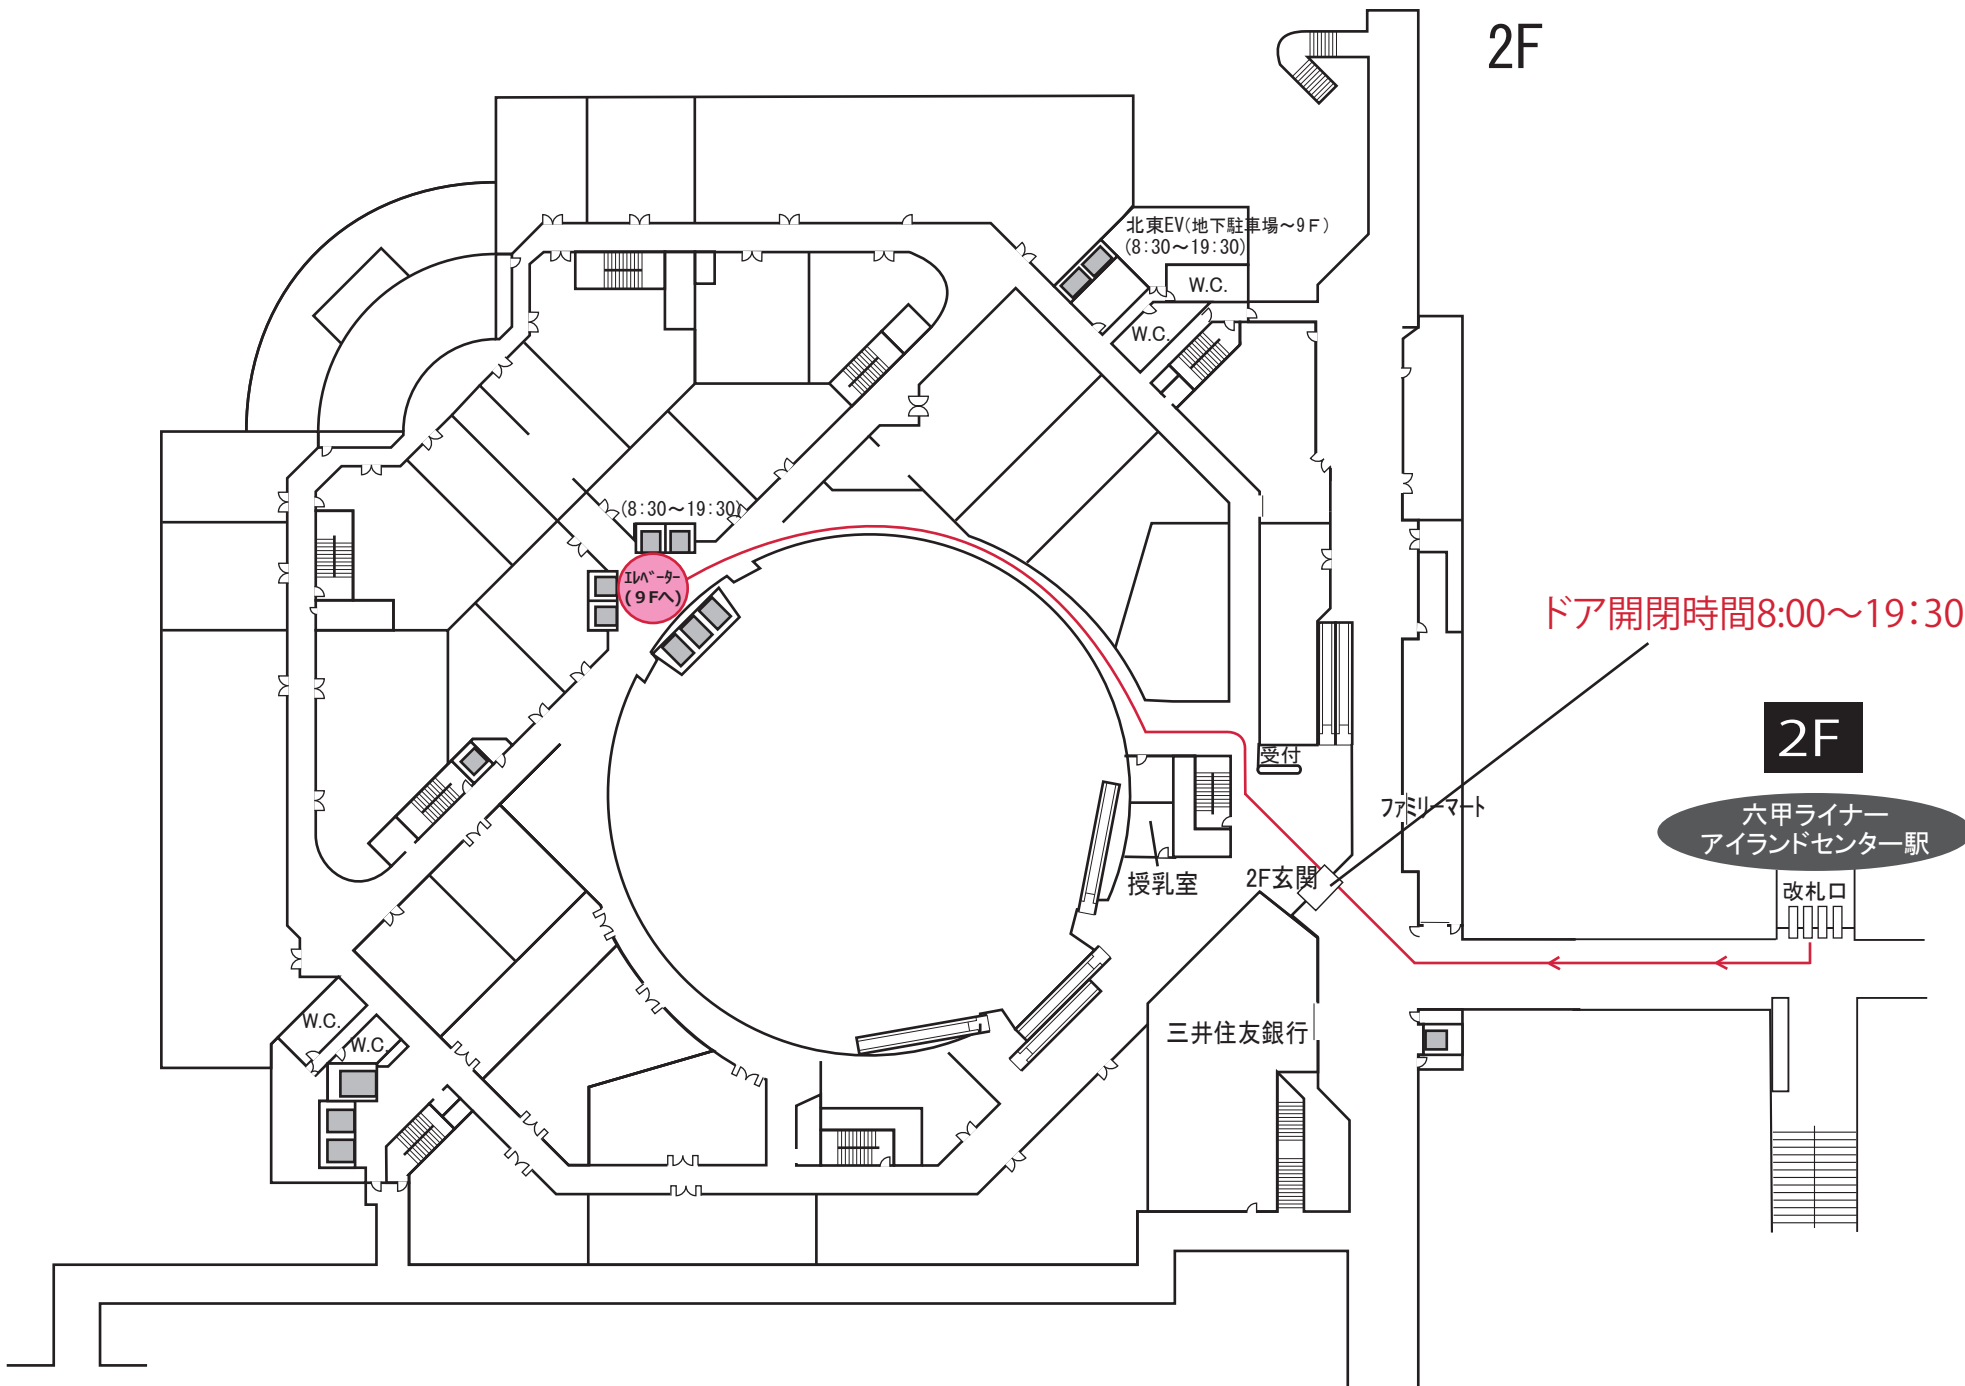 2F
北東EV(地下駐車場～9F)
(8:30～19:30)
W.C.
W.C.
(8:30～19:30)
エレベーター
(9Fへ)
ドア開閉時間8:00～19:30
2F
受付
ファミリーマート
六甲ライナー
アイランドセンター駅
授乳室
2F玄関
改札口
三井住友銀行
W.C.
W.C.